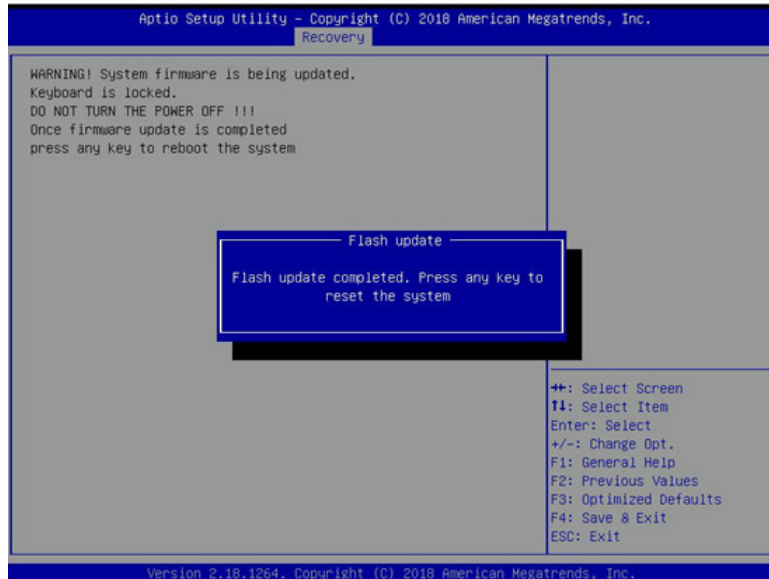 Aptio Setup Utility – Copyright (C) 2018 American Megatrends, Inc.
Recovery
WARNING! System firmware is being updated.
Keyboard is locked.
DO NOT TURN THE POWER OFF !!!
Once firmware update is completed
press any key to reboot the system
Flash update
Flash update completed. Press any key to
reset the system
→←: Select Screen
↑↓: Select Item
Enter: Select
+/-: Change Opt.
F1: General Help
F2: Previous Values
F3: Optimized Defaults
F4: Save & Exit
ESC: Exit
Version 2.18.1264. Copyright (C) 2018 American Megatrends, Inc.